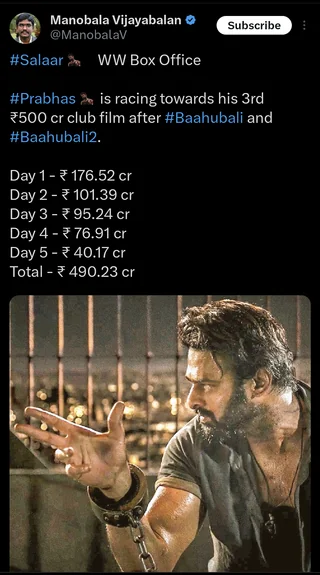 Manobala Vijayabalan
@ManobalaV
Subscribe
#Salaar WW Box Office
#Prabhas is racing towards his 3rd
₹500 cr club film after #Baahubali and
#Baahubali2.
Day 1 - ₹ 176.52 cr
Day 2 - ₹ 101.39 cr
Day 3 - ₹ 95.24 cr
Day 4 - ₹ 76.91 cr
Day 5 - ₹ 40.17 cr
Total - ₹ 490.23 cr